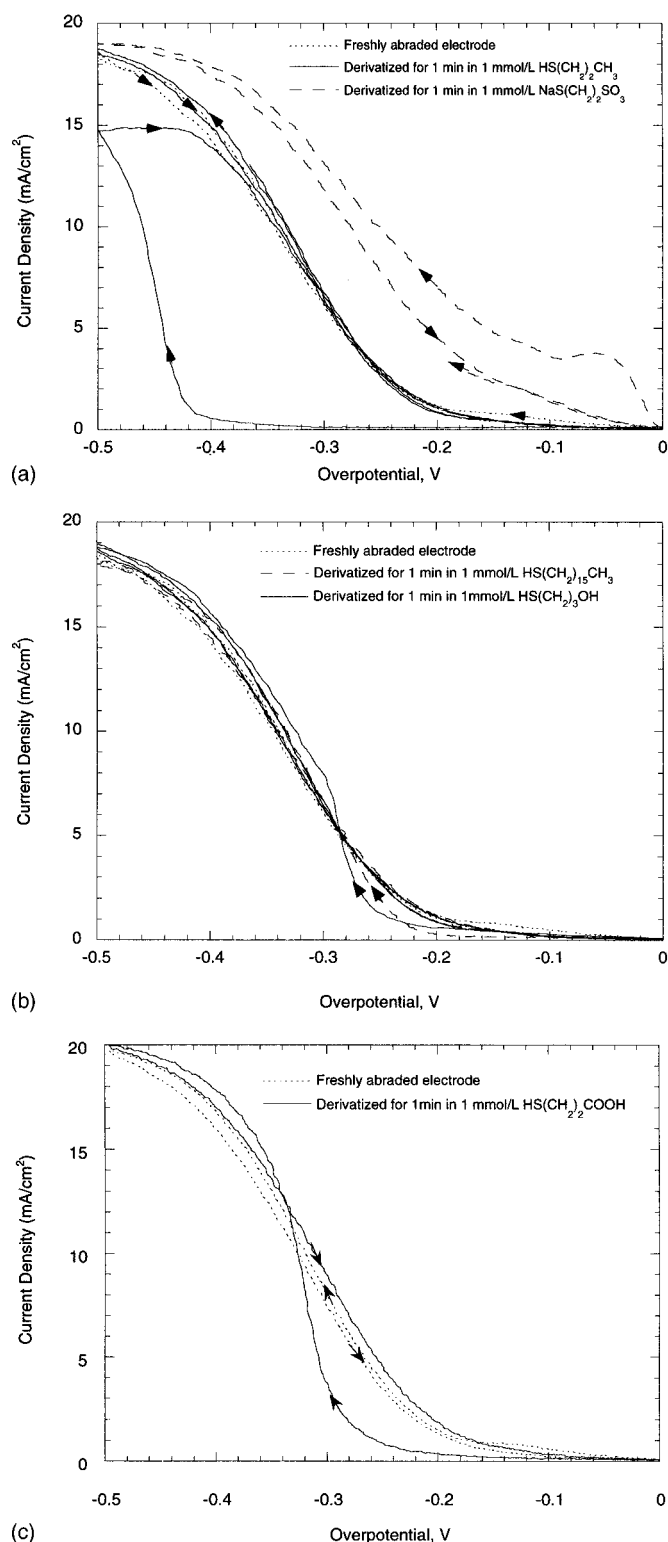 20
Freshly abraded electrode
Derivatized for 1 min in 1 mmol/L HS(CH2)2CH3
Derivatized for 1 min in 1 mmol/L NaS(CH2)2SO3
15
10
5
0
Current Density (mA/cm²)
-0.5 -0.4 -0.3 -0.2 -0.1 0
(a)
Overpotential, V
20
Freshly abraded electrode
Derivatized for 1 min in 1 mmol/L HS(CH2)15CH3
Derivatized for 1 min in 1mmol/L HS(CH2)3OH
15
10
5
0
Current Density (mA/cm²)
-0.5 -0.4 -0.3 -0.2 -0.1 0
(b)
Overpotential, V
20
Freshly abraded electrode
Derivatized for 1min in 1 mmol/L HS(CH2)2COOH
15
10
5
0
Current Density (mA/cm²)
-0.5 -0.4 -0.3 -0.2 -0.1 0
(c)
Overpotential, V